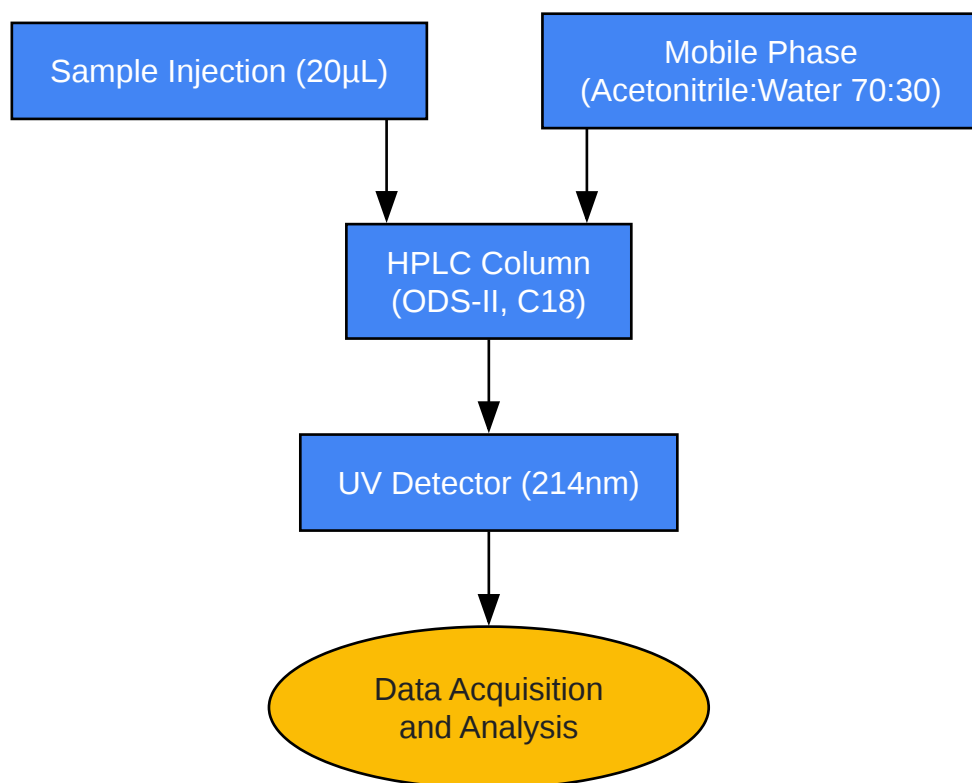 Sample Injection (20µL)
Mobile Phase
(Acetonitrile:Water 70:30)
HPLC Column
(ODS-II, C18)
UV Detector (214nm)
Data Acquisition
and Analysis